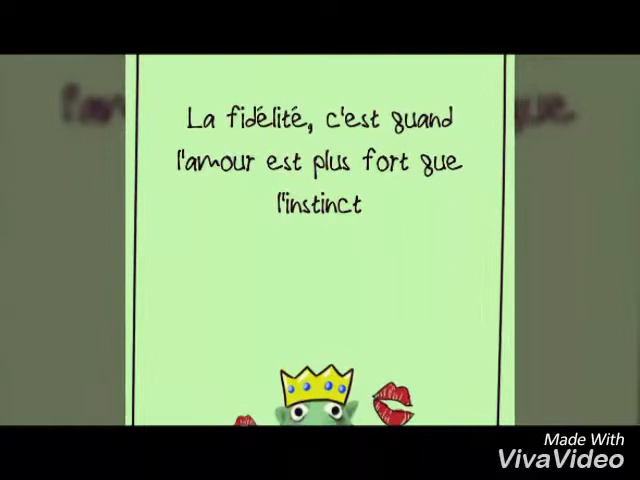 La fidélité, c'est quand
l'amour est plus fort que
l'instinct
Made With
VivaVideo